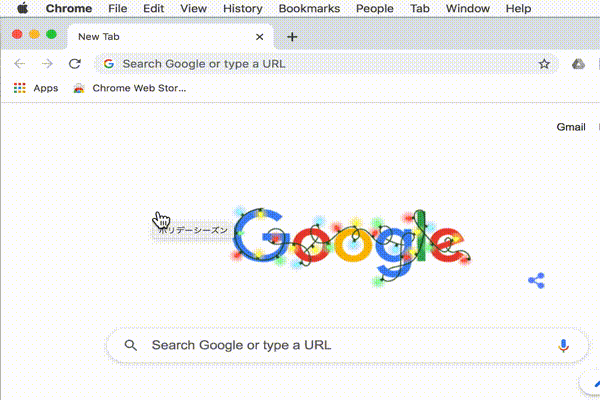 Chrome File Edit View History Bookmarks People Tab Window Help
New Tab
Search Google or type a URL
Apps Chrome Web Stor...
Gmail
Google
ホリデーシーズン
Search Google or type a URL